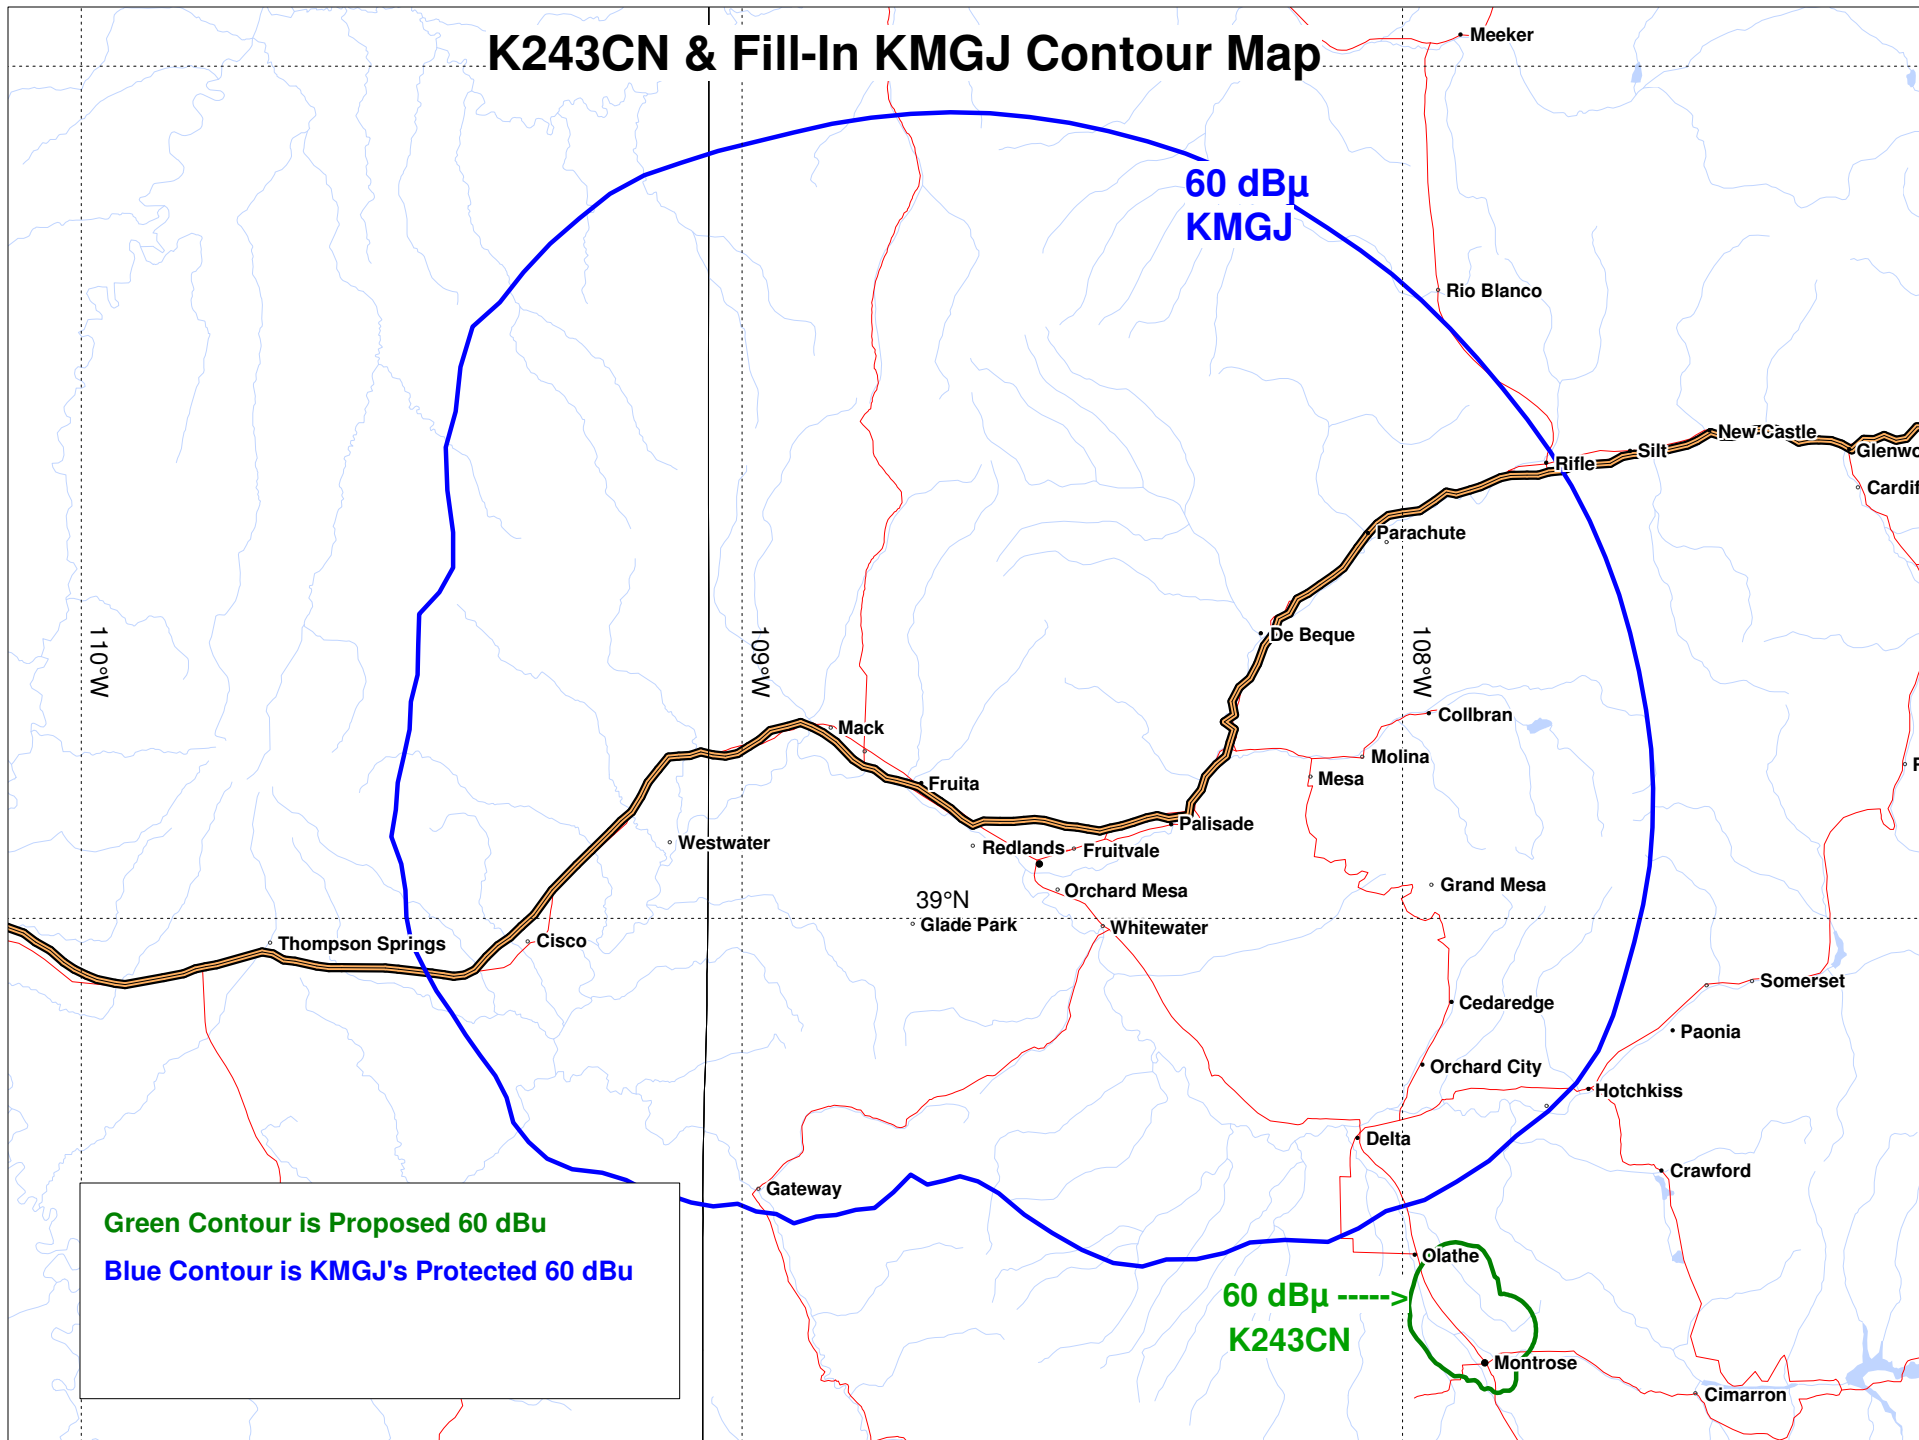 K243CN & Fill-In KMGJ Contour Map
Meeker
60 dBµ
KMGJ
Rio Blanco
New Castle
Silt
Glenwo
Rifle
Cardif
Parachute
110°W
109°W
108°W
De Beque
Collbran
Mack
Molina
Mesa
F
Fruita
Palisade
Westwater
Redlands
Fruitvale
Orchard Mesa
Grand Mesa
39°N
Glade Park
Whitewater
Thompson Springs
Cisco
Somerset
Cedaredge
Paonia
Orchard City
Hotchkiss
Delta
Crawford
Gateway
Green Contour is Proposed 60 dBu
Blue Contour is KMGJ's Protected 60 dBu
Olathe
60 dBµ ----->
K243CN
Montrose
Cimarron